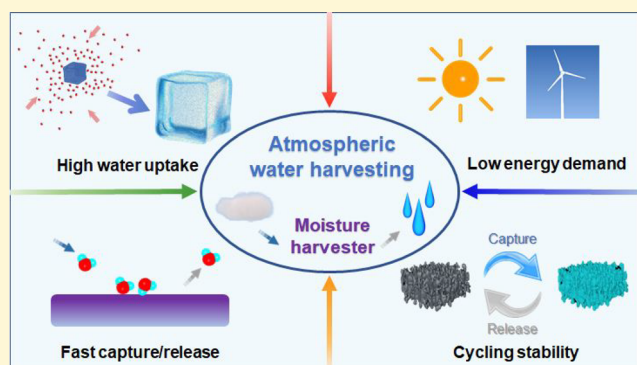 High water uptake
Low energy demand
Atmospheric
water harvesting
Moisture
harvester
Capture
Release
Fast capture/release
Cycling stability